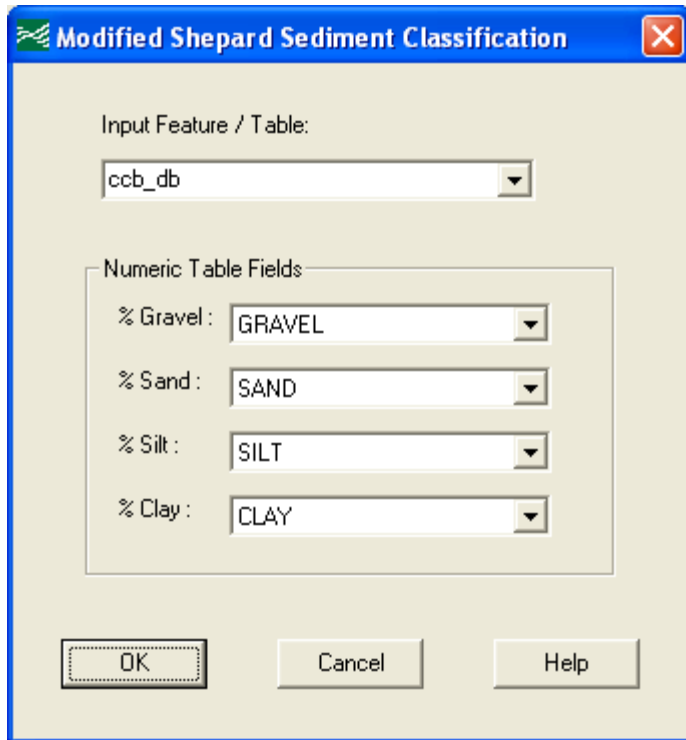 Modified Shepard Sediment Classification
Input Feature / Table:
ccb_db
Numeric Table Fields
% Gravel : GRAVEL
% Sand : SAND
% Silt : SILT
% Clay : CLAY
OK Cancel Help